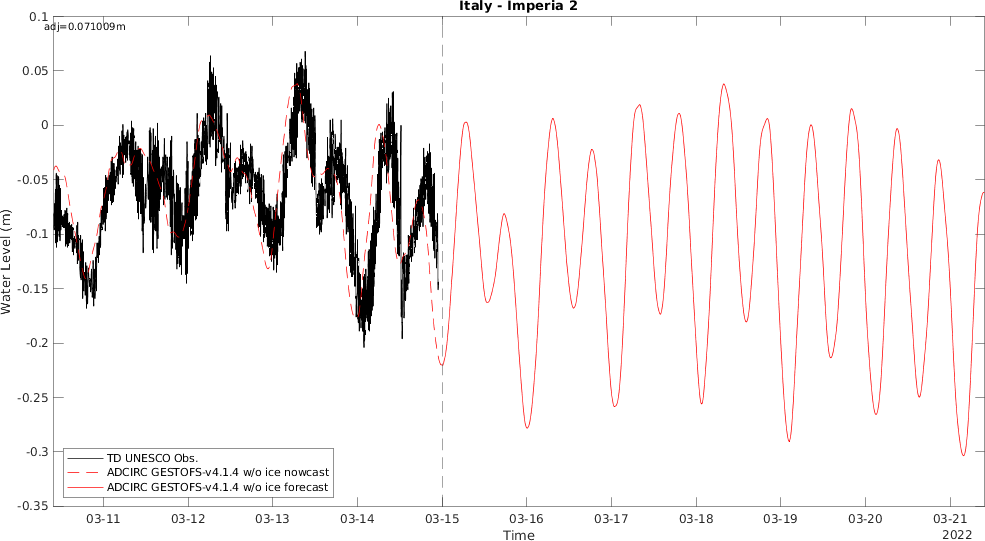 Italy - Imperia 2
adj=0.071009m
0.1
0.05
0
-0.05
-0.1
-0.15
-0.2
-0.25
-0.3
-0.35
Water Level (m)
TD UNESCO Obs.
ADCIRC GESTOFS-v4.1.4 w/o ice nowcast
ADCIRC GESTOFS-v4.1.4 w/o ice forecast
03-11 03-12 03-13 03-14 03-15 03-16 03-17 03-18 03-19 03-20 03-21
Time
2022